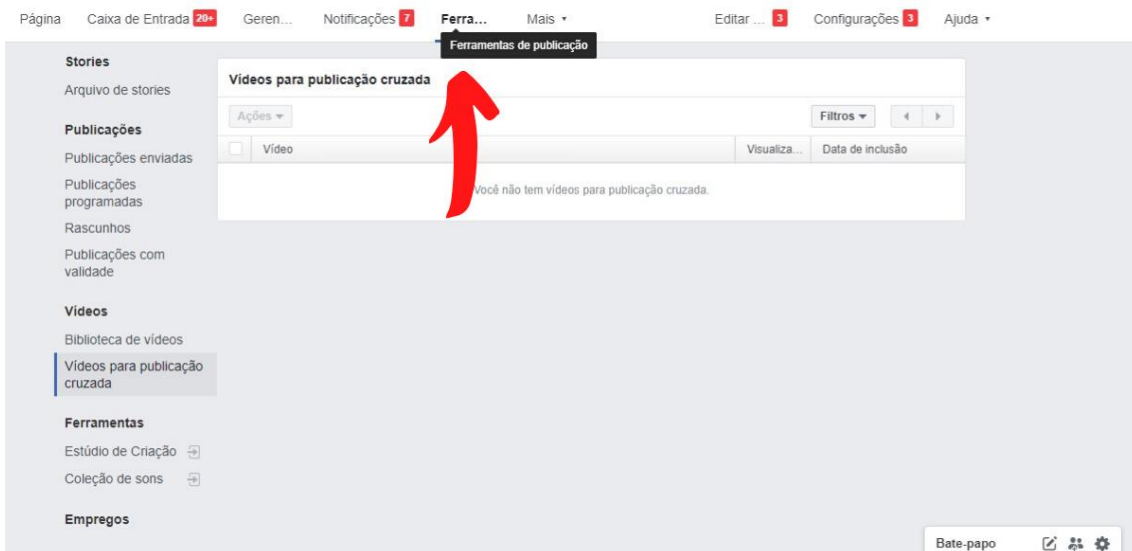 Página Caixa de Entrada 20+ Geren... Notificações 7 Ferra... Mais Editar ... 3 Configurações 3 Ajuda
Ferramentas de publicação
Stories
Arquivo de stories
Publicações
Publicações enviadas
Publicações
programadas
Rascunhos
Publicações com
validade
Vídeos
Biblioteca de vídeos
Vídeos para publicação
cruzada
Ferramentas
Estúdio de Criação
Coleção de sons
Empregos
Vídeos para publicação cruzada
Ações Filtros
Vídeo Visualiza... Data de inclusão
Você não tem vídeos para publicação cruzada.
Bate-papo